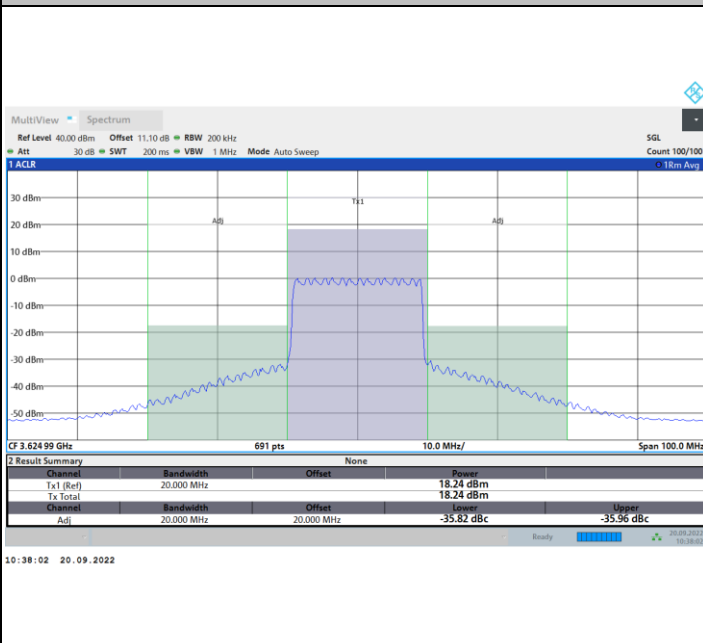 MultiView Spectrum
Ref Level 40.00 dBm Offset 11.10 dB RBW 200 kHz SGL
Att 30 dB SWT 200 ms VBW 1 MHz Mode Auto Sweep Count 100/100
1 ACLR 1Rm Avg
30 dBm
Tx1
20 dBm
Adj Adj
10 dBm
0 dBm
-10 dBm
-20 dBm
-30 dBm
-40 dBm
-50 dBm
CF 3.62499 GHz 691 pts 10.0 MHz/ Span 100.0 MHz
2 Result Summary None
Channel Bandwidth Offset Power
Tx1 (Ref) 20.000 MHz 18.24 dBm
Tx Total 18.24 dBm
Channel Bandwidth Offset Lower Upper
Adj 20.000 MHz 20.000 MHz -35.82 dBc -35.96 dBc
Ready 20.09.2022
10:38:02
10:38:02 20.09.2022